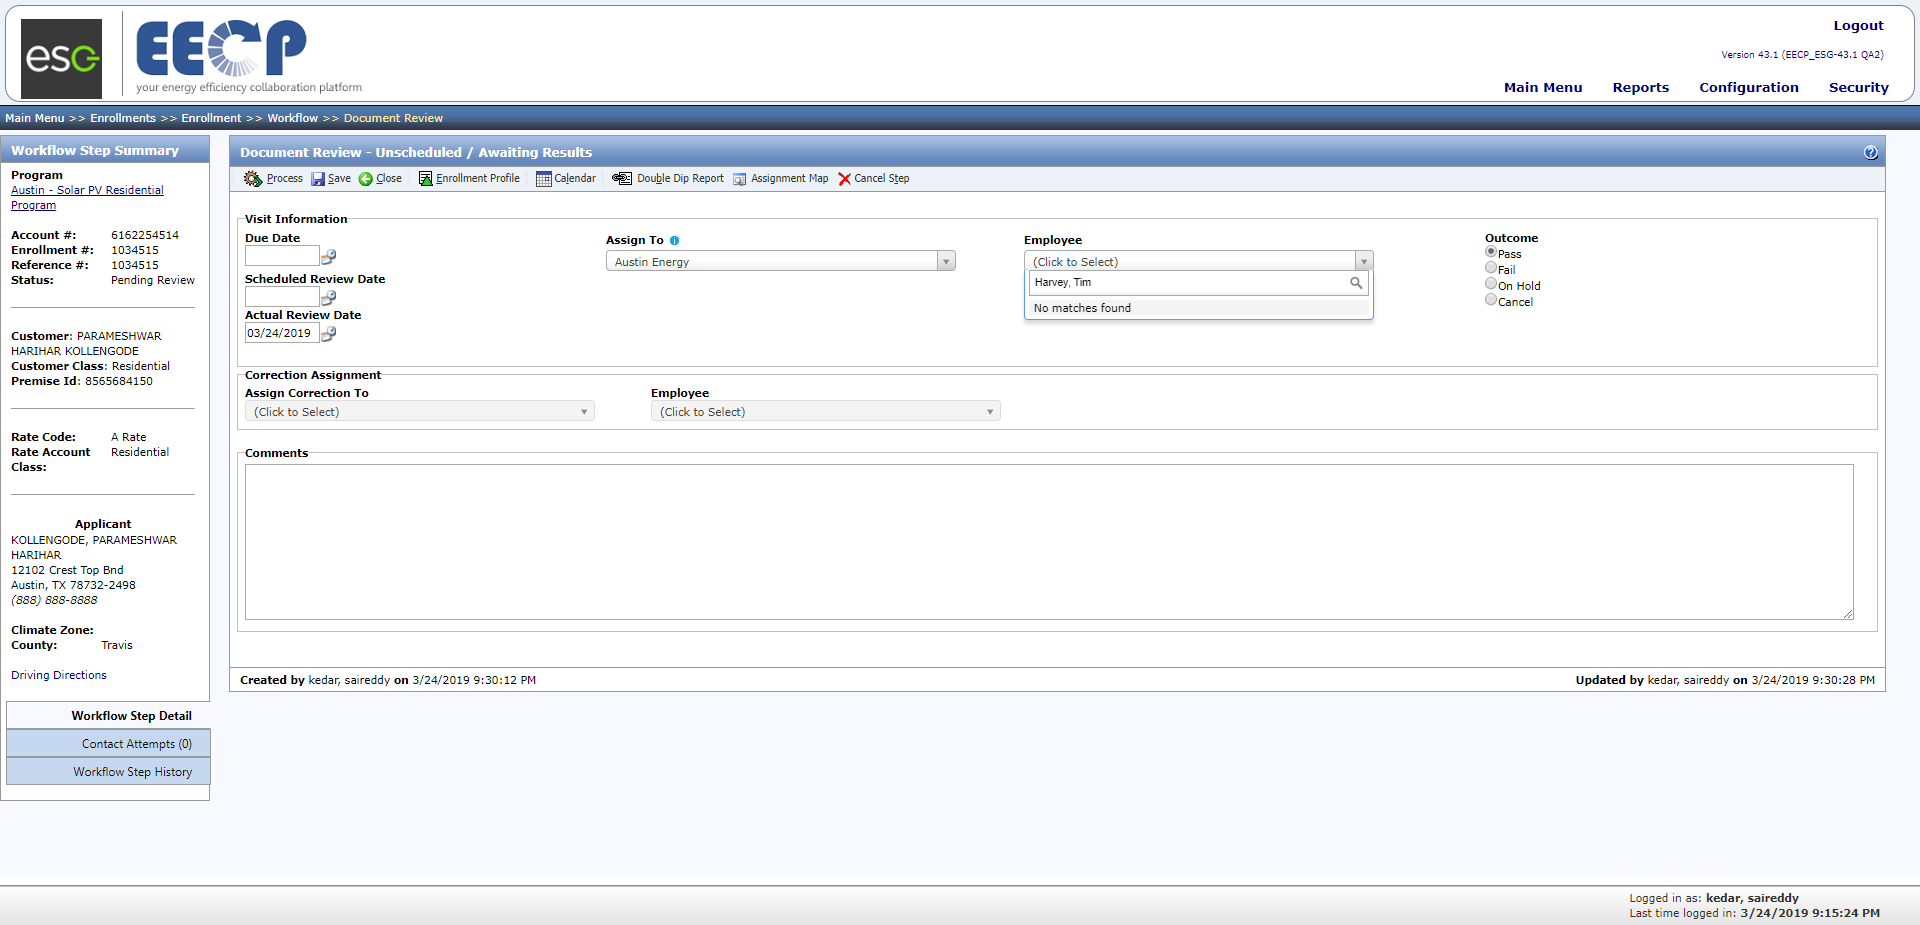 esc
EECP
your energy efficiency collaboration platform
Logout
Version 43.1 (EECP_ESG-43.1 QA2)
Main Menu Reports Configuration Security
Main Menu >> Enrollments >> Enrollment >> Workflow >> Document Review
Workflow Step Summary
Program
Austin - Solar PV Residential
Program
Account #: 6162254514
Enrollment #: 1034515
Reference #: 1034515
Status: Pending Review
Customer: PARAMESHWAR
HARIHAR KOLLENGODE
Customer Class: Residential
Premise Id: 8565684150
Rate Code: A Rate
Rate Account Residential
Class:
Applicant
KOLLENGODE, PARAMESHWAR
HARIHAR
12102 Crest Top Bnd
Austin, TX 78732-2498
(888) 888-8888
Climate Zone:
County: Travis
Driving Directions
Workflow Step Detail
Contact Attempts (0)
Workflow Step History
Document Review - Unscheduled / Awaiting Results
Process Save Close Enrollment Profile Calendar Double Dip Report Assignment Map Cancel Step
Visit Information
Due Date
Scheduled Review Date
Actual Review Date
03/24/2019
Assign To
Austin Energy
Employee
(Click to Select)
Harvey, Tim
No matches found
Outcome
Pass
Fail
On Hold
Cancel
Correction Assignment
Assign Correction To Employee
(Click to Select) (Click to Select)
Comments
Created by kedar, saireddy on 3/24/2019 9:30:12 PM Updated by kedar, saireddy on 3/24/2019 9:30:28 PM
Logged in as: kedar, saireddy
Last time logged in: 3/24/2019 9:15:24 PM